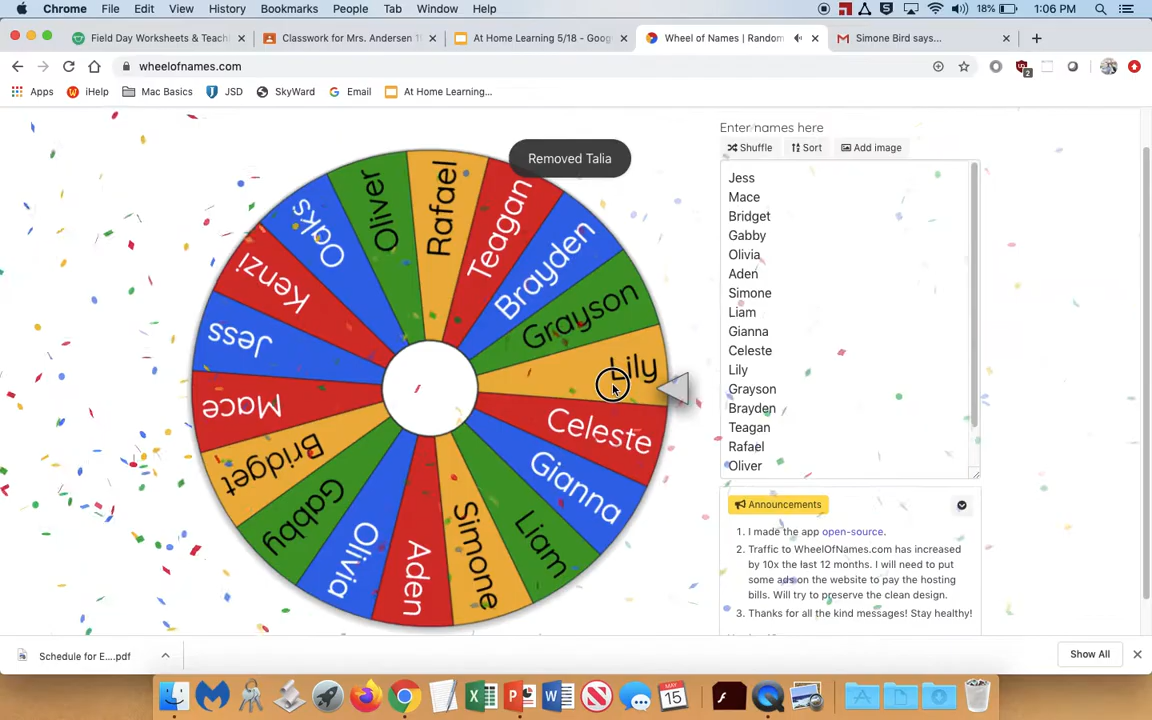 Chrome File Edit View History Bookmarks People Tab Window Help 18% 1:06 PM
Field Day Worksheets & Teach Classwork for Mrs. Andersen 1 At Home Learning 5/18 - Goog Wheel of Names | Random Simone Bird says...
wheelofnames.com
Apps iHelp Mac Basics JSD SkyWard Email At Home Learning...
Removed Talia
Enter names here
Shuffle Sort Add image
Jess
Mace
Bridget
Gabby
Olivia
Aden
Simone
Liam
Gianna
Celeste
Lily
Grayson
Brayden
Teagan
Rafael
Oliver
Rafael
Teagan
Brayden
Grayson
Lily
Celeste
Gianna
Liam
Simone
Aden
Olivia
Gabby
Bridget
Mace
Jess
Kenzi
Oaks
Oliver
Announcements
1. I made the app open-source.
2. Traffic to WheelOfNames.com has increased
by 10x the last 12 months. I will need to put
some ads on the website to pay the hosting
bills. Will try to preserve the clean design.
3. Thanks for all the kind messages! Stay healthy!
Schedule for E....pdf Show All
MAY
15